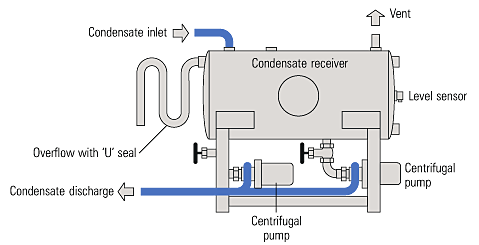 Vent
Condensate inlet
Condensate receiver
Level sensor
Overflow with ‘U’ seal
Centrifugal
pump
Condensate discharge
Centrifugal
pump